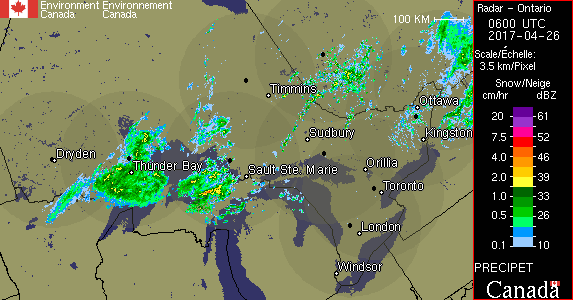 Environment Environnement
Canada Canada
100 KM
Timmins
Ottawa
Sudbury
Kingston
Dryden
Thunder Bay
Sault Ste. Marie
Orillia
Toronto
London
Windsor
Radar - Ontario
0600 UTC
2017-04-26
Scale/Échelle:
3.5 km/Pixel
Snow/Neige
cm/hr dBZ
20 61
7.5 52
4.0 46
2.0 39
1.0 33
0.5 26
0.1 10
PRECIPET
Canada